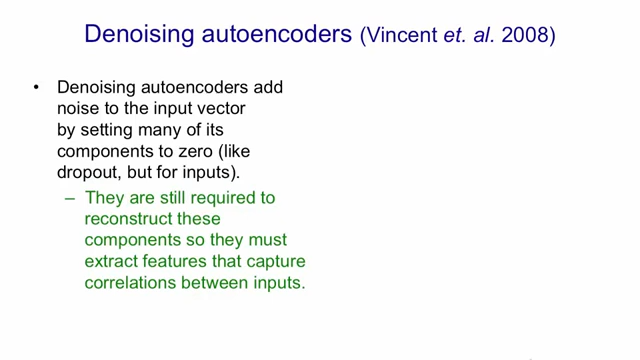 Denoising autoencoders (Vincent et. al. 2008)
• Denoising autoencoders add
noise to the input vector
by setting many of its
components to zero (like
dropout, but for inputs).
– They are still required to
reconstruct these
components so they must
extract features that capture
correlations between inputs.